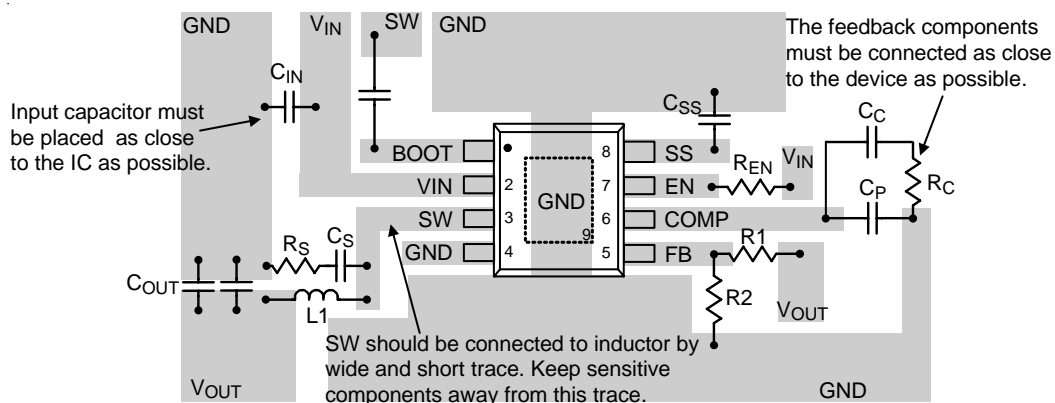 GND
VIN
SW
GND
The feedback components
must be connected as close
to the device as possible.
CIN
Input capacitor must
be placed as close
to the IC as possible.
CSS
CC
BOOT
8
SS
REN
VIN
RC
VIN
2
7
EN
GND
CP
SW
3
6
COMP
9
GND
4
5
FB
R1
RS
CS
COUT
R2
L1
VOUT
SW should be connected to inductor by
wide and short trace. Keep sensitive
components away from this trace.
VOUT
GND